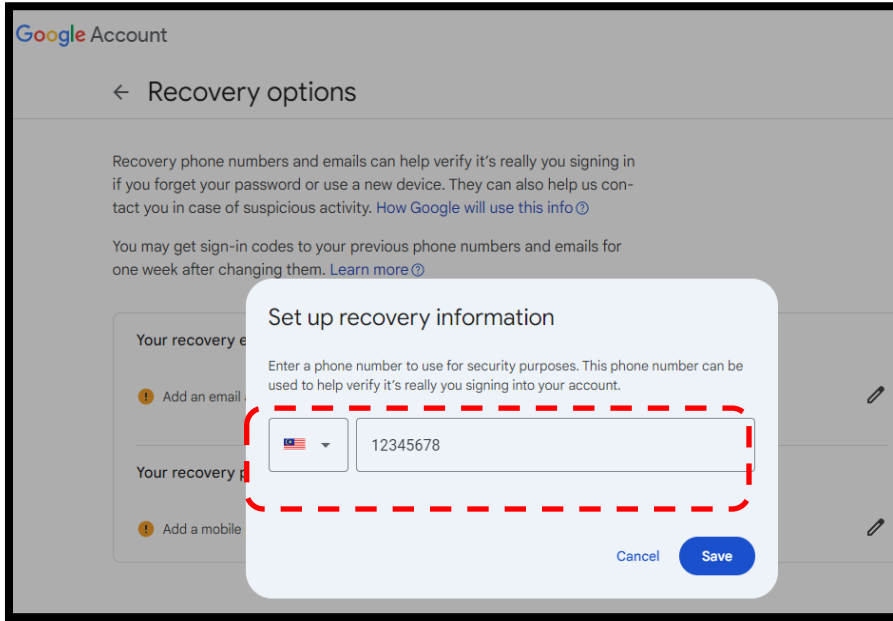 Google Account
← Recovery options
Recovery phone numbers and emails can help verify it's really you signing in
if you forget your password or use a new device. They can also help us con-
tact you in case of suspicious activity. How Google will use this info
You may get sign-in codes to your previous phone numbers and emails for
one week after changing them. Learn more
Set up recovery information
Your recovery e
Enter a phone number to use for security purposes. This phone number can be
used to help verify it's really you signing into your account.
Add an email
12345678
Your recovery p
Add a mobile
Cancel Save